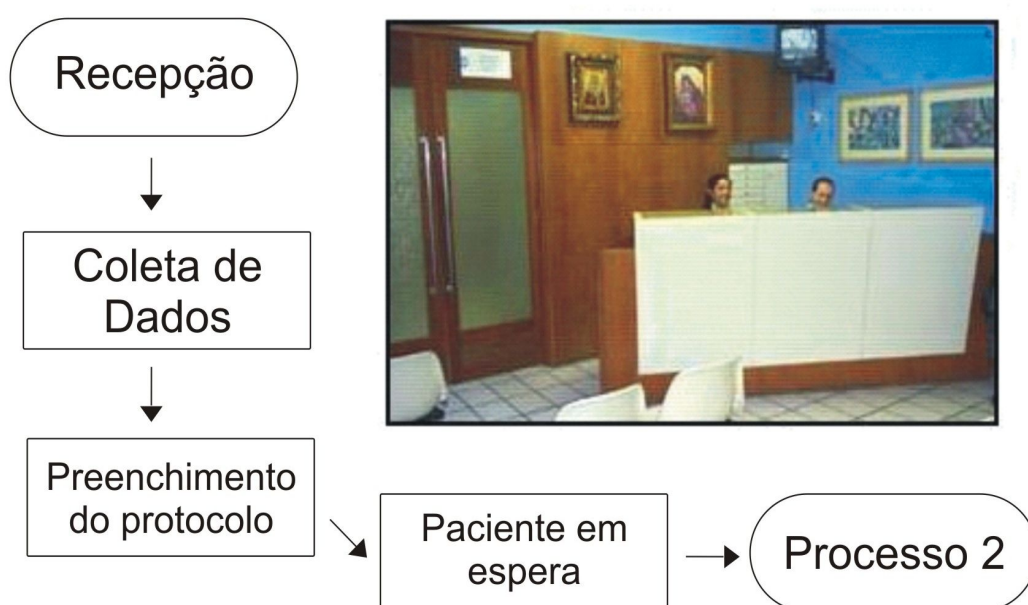 Recepção
Coleta de
Dados
Preenchimento
do protocolo
Paciente em
espera
Processo 2